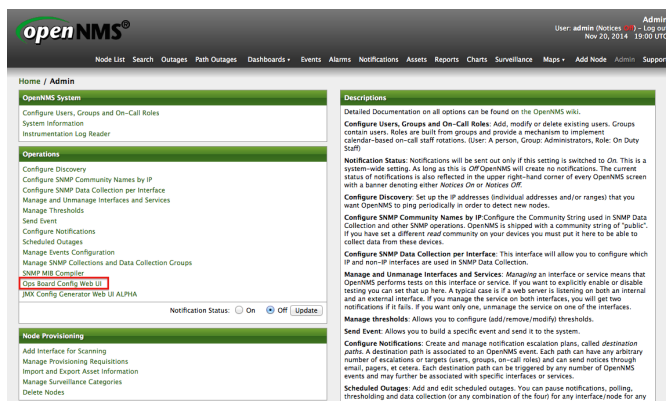 openNMS®
Admin
User: admin (Notices Off) - Log out
Nov 20, 2014 19:00 UTC
Node List Search Outages Path Outages Dashboards Events Alarms Notifications Assets Reports Charts Surveillance Maps Add Node Admin Support
Home / Admin
OpenNMS System
Configure Users, Groups and On-Call Roles
System Information
Instrumentation Log Reader
Operations
Configure Discovery
Configure SNMP Community Names by IP
Configure SNMP Data Collection per Interface
Manage and Unmanage Interfaces and Services
Manage Thresholds
Send Event
Configure Notifications
Scheduled Outages
Manage Events Configuration
Manage SNMP Collections and Data Collection Groups
SNMP MIB Compiler
Ops Board Config Web UI
JMX Config Generator Web UI ALPHA
Notification Status: On Off Update
Node Provisioning
Add Interface for Scanning
Manage Provisioning Requisitions
Import and Export Asset Information
Manage Surveillance Categories
Delete Nodes
Descriptions
Detailed Documentation on all options can be found on the OpenNMS wiki.
Configure Users, Groups and On-Call Roles: Add, modify or delete existing users. Groups
contain users. Roles are built from groups and provide a mechanism to implement
calendar-based on-call staff rotations. (User: A person, Group: Administrators, Role: On Duty
Staff)
Notification Status: Notifications will be sent out only if this setting is switched to On. This is a
system-wide setting. As long as this is Off OpenNMS will create no notifications. The current
status of notifications is also reflected in the upper right-hand corner of every OpenNMS screen
with a banner denoting either Notices On or Notices Off.
Configure Discovery: Set up the IP addresses (individual addresses and/or ranges) that you
want OpenNMS to ping periodically in order to detect new nodes.
Configure SNMP Community Names by IP:Configure the Community String used in SNMP Data
Collection and other SNMP operations. OpenNMS is shipped with a community string of "public".
If you have set a different read community on your devices you must put it here to be able to
collect data from these devices.
Configure SNMP Data Collection per Interface: This interface will allow you to configure which
IP and non-IP interfaces are used in SNMP Data Collection.
Manage and Unmanage Interfaces and Services: Managing an interface or service means that
OpenNMS performs tests on this interface or service. If you want to explicitly enable or disable
testing you can set that up here. A typical case is if a web server is listening on both an internal
and an external interface. If you manage the service on both interfaces, you will get two
notifications if it fails. If you want only one, unmanage the service on one of the interfaces.
Manage thresholds: Allows you to configure (add/remove/modify) thresholds.
Send Event: Allows you to build a specific event and send it to the system.
Configure Notifications: Create and manage notification escalation plans, called destination
paths. A destination path is associated to an OpenNMS event. Each path can have any arbitrary
number of escalations or targets (users, groups, on-call roles) and can send notices through
email, pagers, et cetera. Each destination path can be triggered by any number of OpenNMS
events and may further be associated with specific interfaces or services.
Scheduled Outages: Add and edit scheduled outages. You can pause notifications, polling,
thresholding and data collection (or any combination of the four) for any interface/node for any